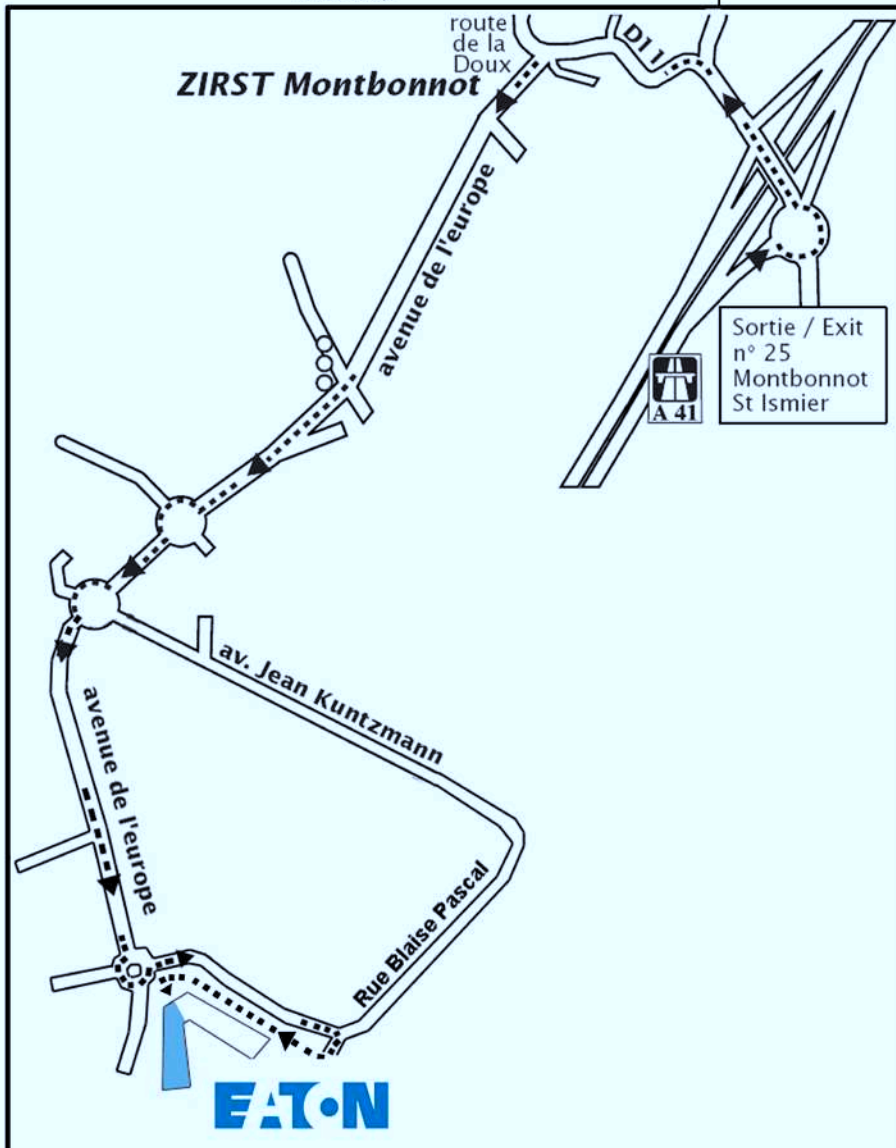 route
de la
Doux
D11
ZIRST Montbonnot
avenue de l'europe
Sortie / Exit
n° 25
Montbonnot
St Ismier
A 41
av. Jean Kuntzmann
avenue de l'europe
Rue Blaise Pascal
EATON